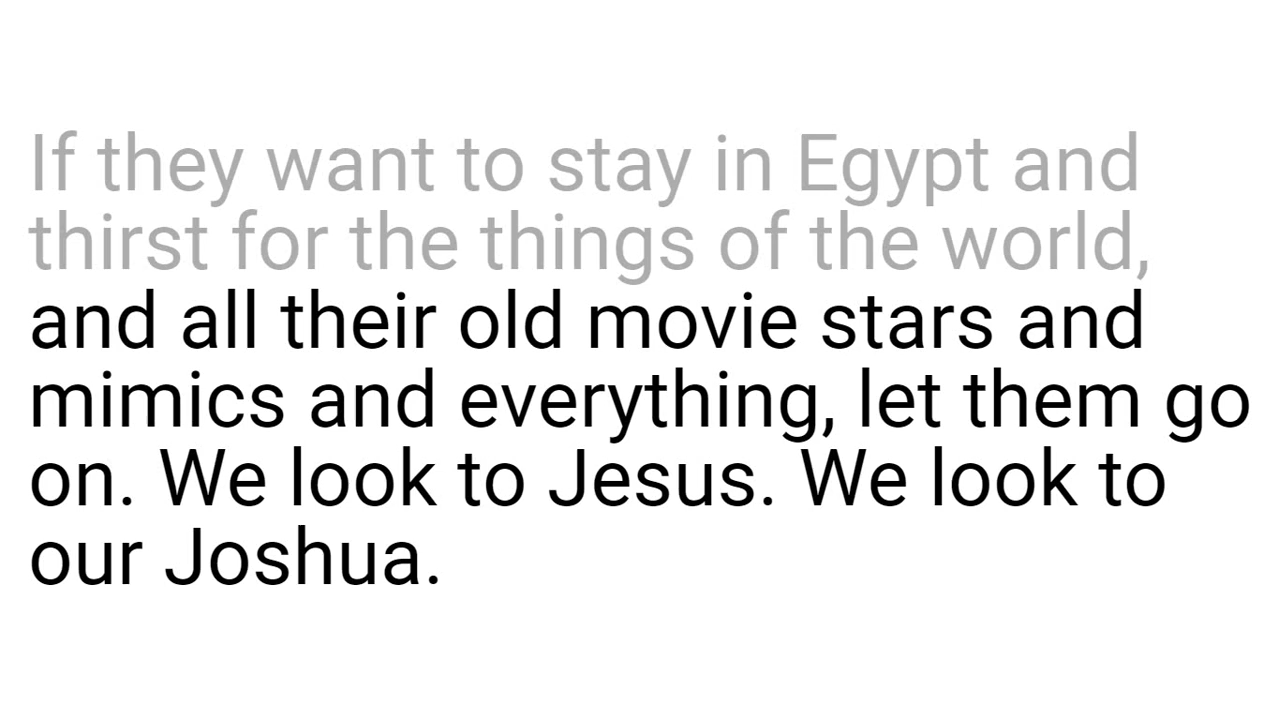 If they want to stay in Egypt and
thirst for the things of the world,
and all their old movie stars and
mimics and everything, let them go
on. We look to Jesus. We look to
our Joshua.